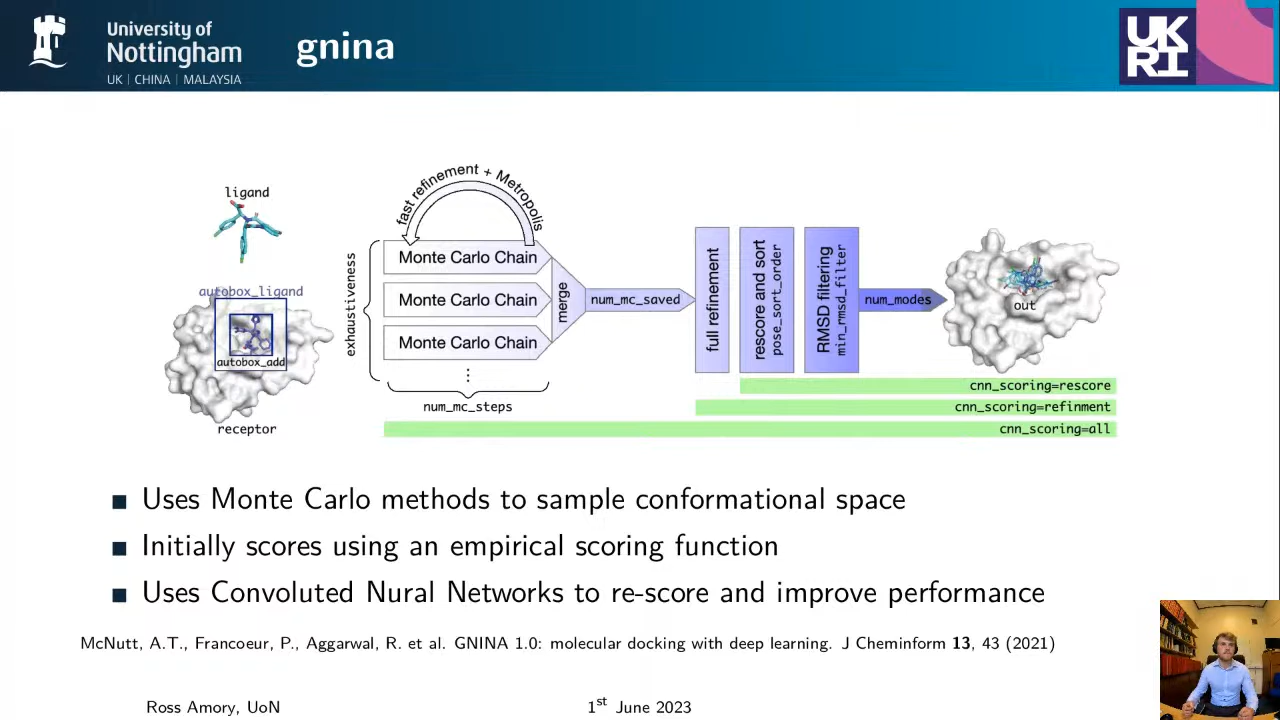 University of
Nottingham
UK | CHINA | MALAYSIA
gnina
UK
RI
ligand
autobox_ligand
autobox_add
receptor
fast refinement + Metropolis
exhaustiveness
Monte Carlo Chain
Monte Carlo Chain
Monte Carlo Chain
⋮
num_mc_steps
merge
num_mc_saved
full refinement
rescore and sort
pose_sort_order
RMSD filtering
min_rmsd_filter
num_modes
out
cnn_scoring=rescore
cnn_scoring=refinment
cnn_scoring=all
Uses Monte Carlo methods to sample conformational space
Initially scores using an empirical scoring function
Uses Convoluted Nural Networks to re-score and improve performance
McNutt, A.T., Francoeur, P., Aggarwal, R. et al. GNINA 1.0: molecular docking with deep learning. J Cheminform 13, 43 (2021)
Ross Amory, UoN
1st June 2023